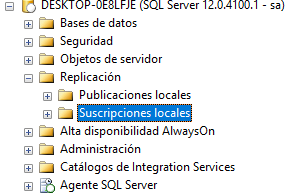 DESKTOP-0E8LFJE (SQL Server 12.0.4100.1 - sa)
Bases de datos
Seguridad
Objetos de servidor
Replicación
Publicaciones locales
Suscripciones locales
Alta disponibilidad AlwaysOn
Administración
Catálogos de Integration Services
Agente SQL Server